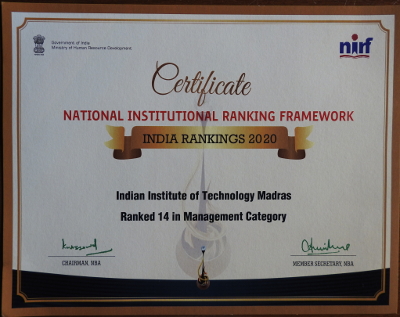 Government of India
Ministry of Human Resource Development
nirf
Certificate
NATIONAL INSTITUTIONAL RANKING FRAMEWORK
INDIA RANKINGS 2020
Indian Institute of Technology Madras
Ranked 14 in Management Category
CHAIRMAN, NBA
MEMBER SECRETARY, NBA